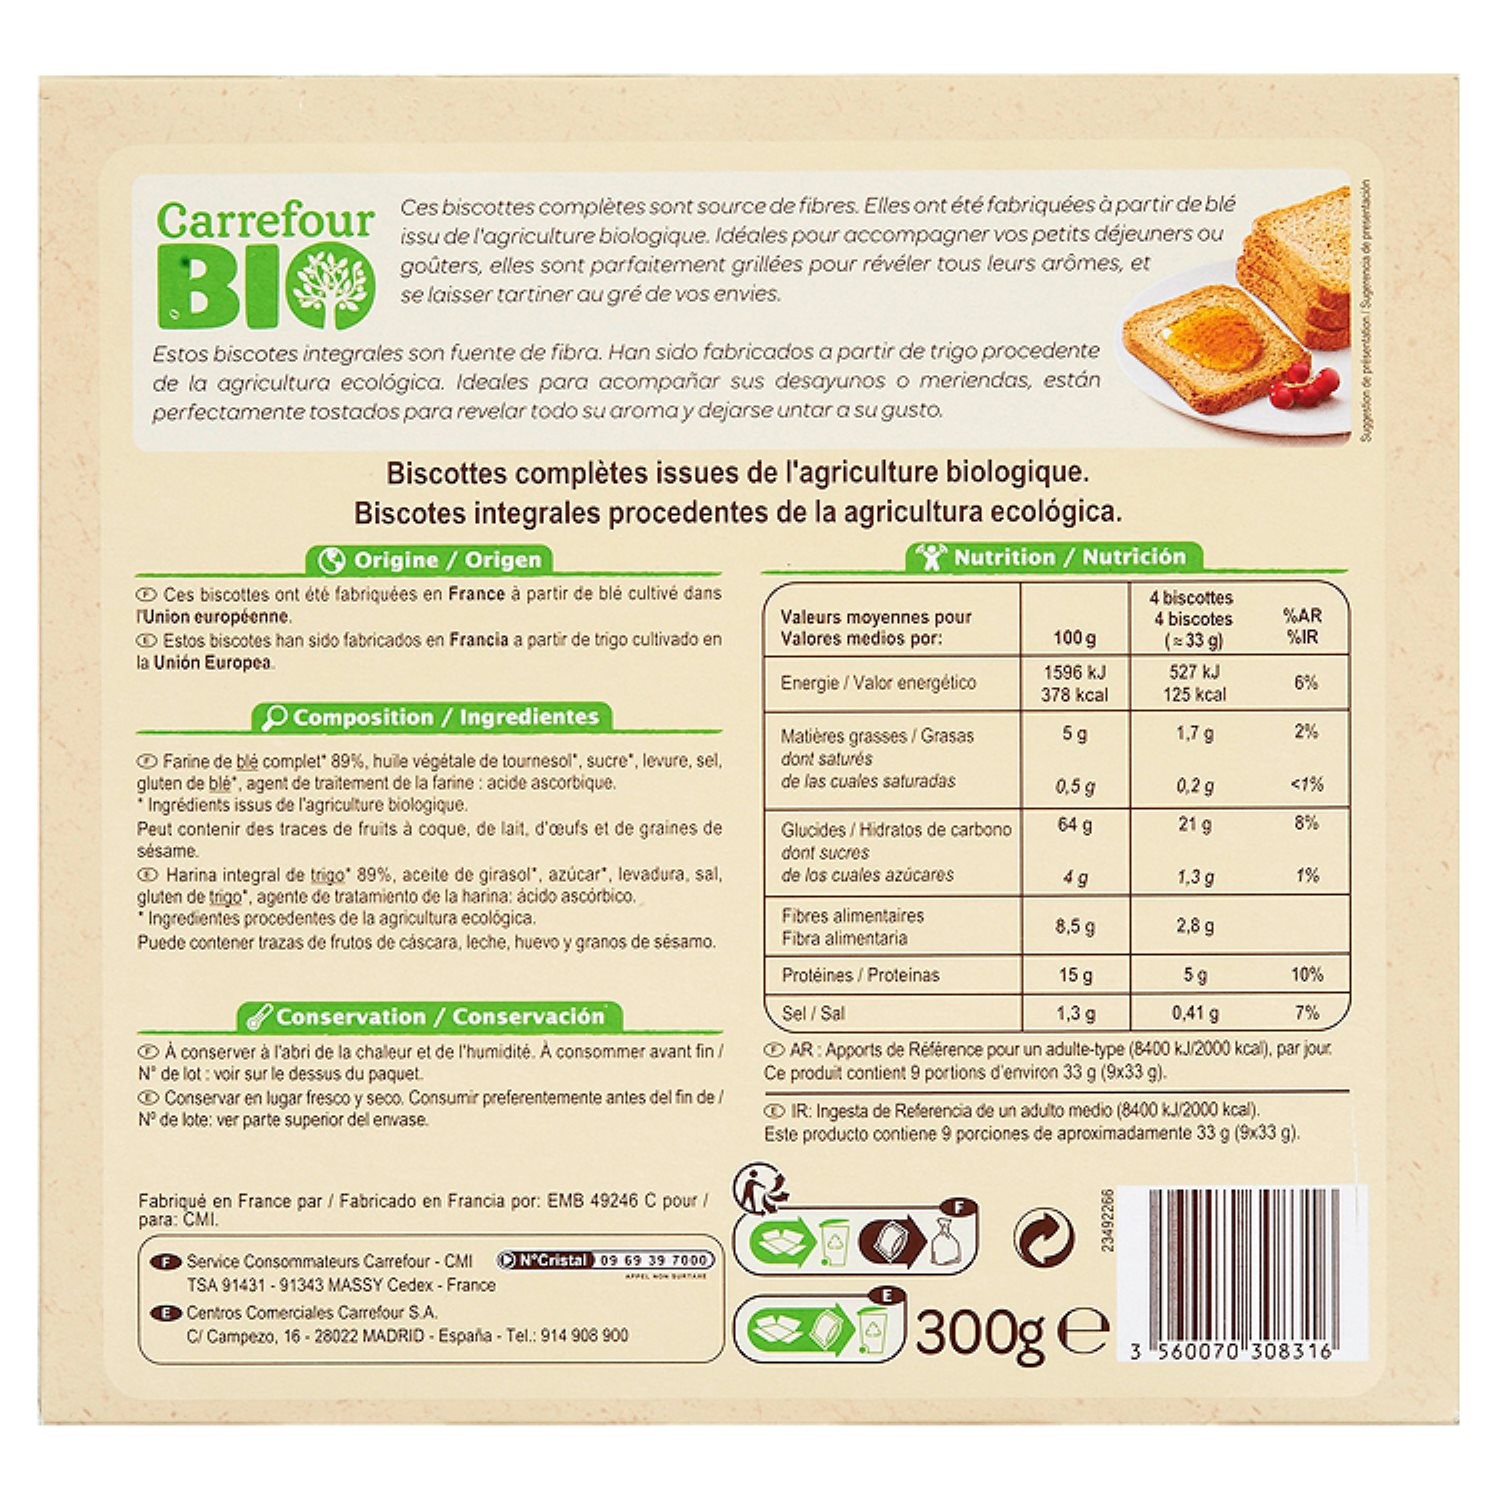 Carrefour
BIO
Ces biscottes complètes sont source de fibres. Elles ont été fabriquées à partir de blé
issu de l'agriculture biologique. Idéales pour accompagner vos petits déjeuners ou
goûters, elles sont parfaitement grillées pour révéler tous leurs arômes, et
se laisser tartiner au gré de vos envies.
Estos biscotes integrales son fuente de fibra. Han sido fabricados a partir de trigo procedente
de la agricultura ecológica. Ideales para acompañar sus desayunos o meriendas, están
perfectamente tostados para revelar todo su aroma y dejarse untar a su gusto.
Suggestion de présentation / Sugerencia de presentación
Biscottes complètes issues de l'agriculture biologique.
Biscotes integrales procedentes de la agricultura ecológica.
Origine / Origen
F Ces biscottes ont été fabriquées en France à partir de blé cultivé dans
l'Union européenne.
E Estos biscotes han sido fabricados en Francia a partir de trigo cultivado en
la Unión Europea.
Composition / Ingredientes
F Farine de blé complet* 89%, huile végétale de tournesol*, sucre*, levure, sel,
gluten de blé*, agent de traitement de la farine : acide ascorbique.
* Ingrédients issus de l'agriculture biologique.
Peut contenir des traces de fruits à coque, de lait, d'œufs et de graines de
sésame.
E Harina integral de trigo* 89%, aceite de girasol*, azúcar*, levadura, sal,
gluten de trigo*, agente de tratamiento de la harina: ácido ascórbico.
* Ingredientes procedentes de la agricultura ecológica.
Puede contener trazas de frutos de cáscara, leche, huevo y granos de sésamo.
Conservation / Conservación
F À conserver à l'abri de la chaleur et de l'humidité. À consommer avant fin /
N° de lot : voir sur le dessus du paquet.
E Conservar en lugar fresco y seco. Consumir preferentemente antes del fin de /
Nº de lote: ver parte superior del envase.
Fabriqué en France par / Fabricado en Francia por: EMB 49246 C pour /
para: CMI.
F Service Consommateurs Carrefour - CMI N°Cristal 09 69 39 7000
APPEL NON SURTAXE
TSA 91431 - 91343 MASSY Cedex - France
E Centros Comerciales Carrefour S.A.
C/ Campezo, 16 - 28022 MADRID - España - Tel.: 914 908 900
Nutrition / Nutrición
Valeurs moyennes pour
Valores medios por:
100 g
4 biscottes
4 biscotes
(≈ 33 g)
%AR
%IR
Energie / Valor energético 1596 kJ 527 kJ 6%
378 kcal 125 kcal
Matières grasses / Grasas 5 g 1,7 g 2%
dont saturés
de las cuales saturadas 0,5 g 0,2 g <1%
Glucides / Hidratos de carbono 64 g 21 g 8%
dont sucres
de los cuales azúcares 4 g 1,3 g 1%
Fibres alimentaires
Fibra alimentaria 8,5 g 2,8 g
Protéines / Proteinas 15 g 5 g 10%
Sel / Sal 1,3 g 0,41 g 7%
F AR : Apports de Référence pour un adulte-type (8400 kJ/2000 kcal), par jour.
Ce produit contient 9 portions d'environ 33 g (9x33 g).
E IR: Ingesta de Referencia de un adulto medio (8400 kJ/2000 kcal).
Este producto contiene 9 porciones de aproximadamente 33 g (9x33 g).
F
E
300g e
23492266
3 560070 308316